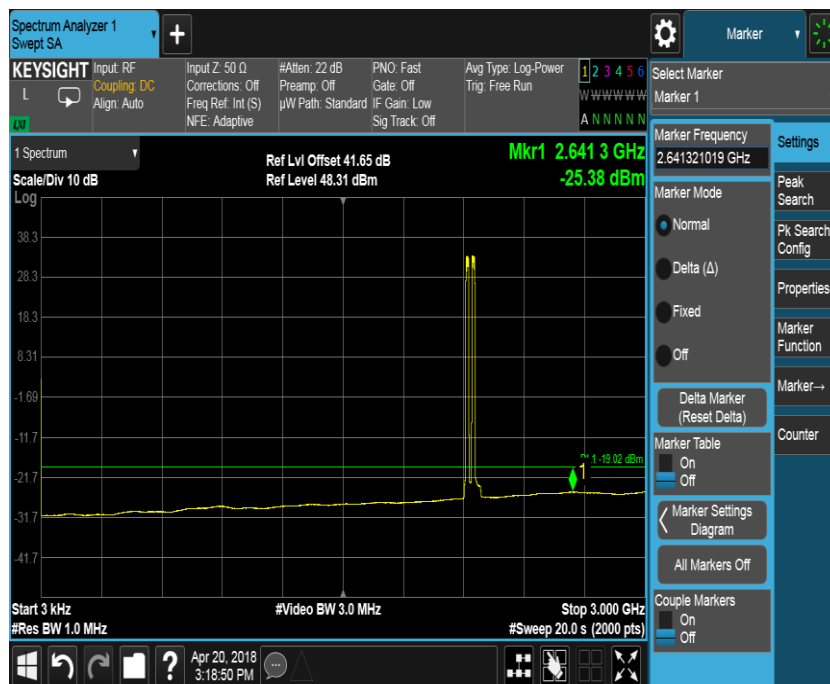 Spectrum Analyzer 1
Swept SA
Marker
KEYSIGHT
L
LXI
Input: RF
Coupling: DC
Align: Auto
Input Z: 50 Ω
Corrections: Off
Freq Ref: Int (S)
NFE: Adaptive
#Atten: 22 dB
Preamp: Off
µW Path: Standard
PNO: Fast
Gate: Off
IF Gain: Low
Sig Track: Off
Avg Type: Log-Power
Trig: Free Run
1 2 3 4 5 6
W W W W W W
A N N N N N
Select Marker
Marker 1
1 Spectrum
Scale/Div 10 dB
Log
Ref Lvl Offset 41.65 dB
Ref Level 48.31 dBm
Mkr1 2.641 3 GHz
-25.38 dBm
38.3
28.3
18.3
8.31
-1.69
-11.7
-21.7
-31.7
-41.7
-19.02 dBm
1
Start 3 kHz
#Res BW 1.0 MHz
#Video BW 3.0 MHz
Stop 3.000 GHz
#Sweep 20.0 s (2000 pts)
Marker Frequency
2.641321019 GHz
Marker Mode
Normal
Delta (Δ)
Fixed
Off
Delta Marker
(Reset Delta)
Marker Table
On
Off
Marker Settings
Diagram
All Markers Off
Couple Markers
On
Off
Settings
Peak
Search
Pk Search
Config
Properties
Marker
Function
Marker→
Counter
?
Apr 20, 2018
3:18:50 PM